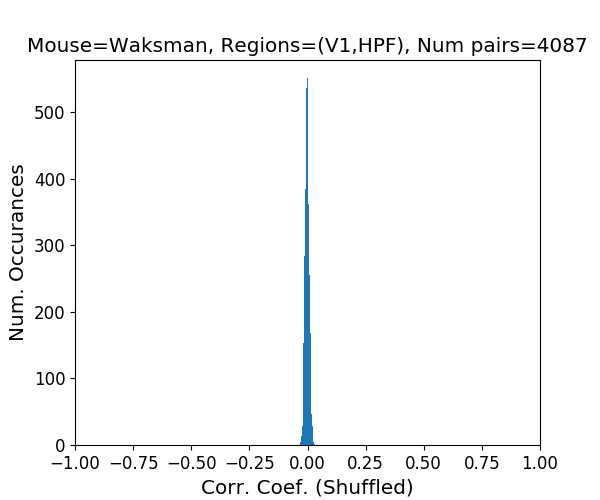 Mouse=Waksman, Regions=(V1,HPF), Num pairs=4087
Num. Occurances
500
400
300
200
100
0
−1.00 −0.75 −0.50 −0.25 0.00 0.25 0.50 0.75 1.00
Corr. Coef. (Shuffled)